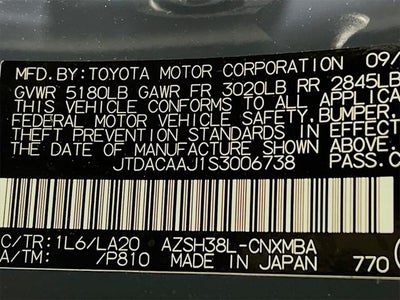 MFD.BY:TOYOTA MOTOR CORPORATION 09/
GVWR 5180LB GAWR FR 3020LB RR 2845LB
THIS VEHICLE CONFORMS TO ALL APPLICABL
FEDERAL MOTOR VEHICLE SAFETY,BUMPER,
THEFT PREVENTION STANDARDS IN EFFECT
THE DATE OF MANUFACTURE SHOWN ABOVE.
JTDACAAJ1S3006738 PASS.C
C/TR:1L6/LA20 AZSH38L-CNXMBA
A/TM: /P810 MADE IN JAPAN 770